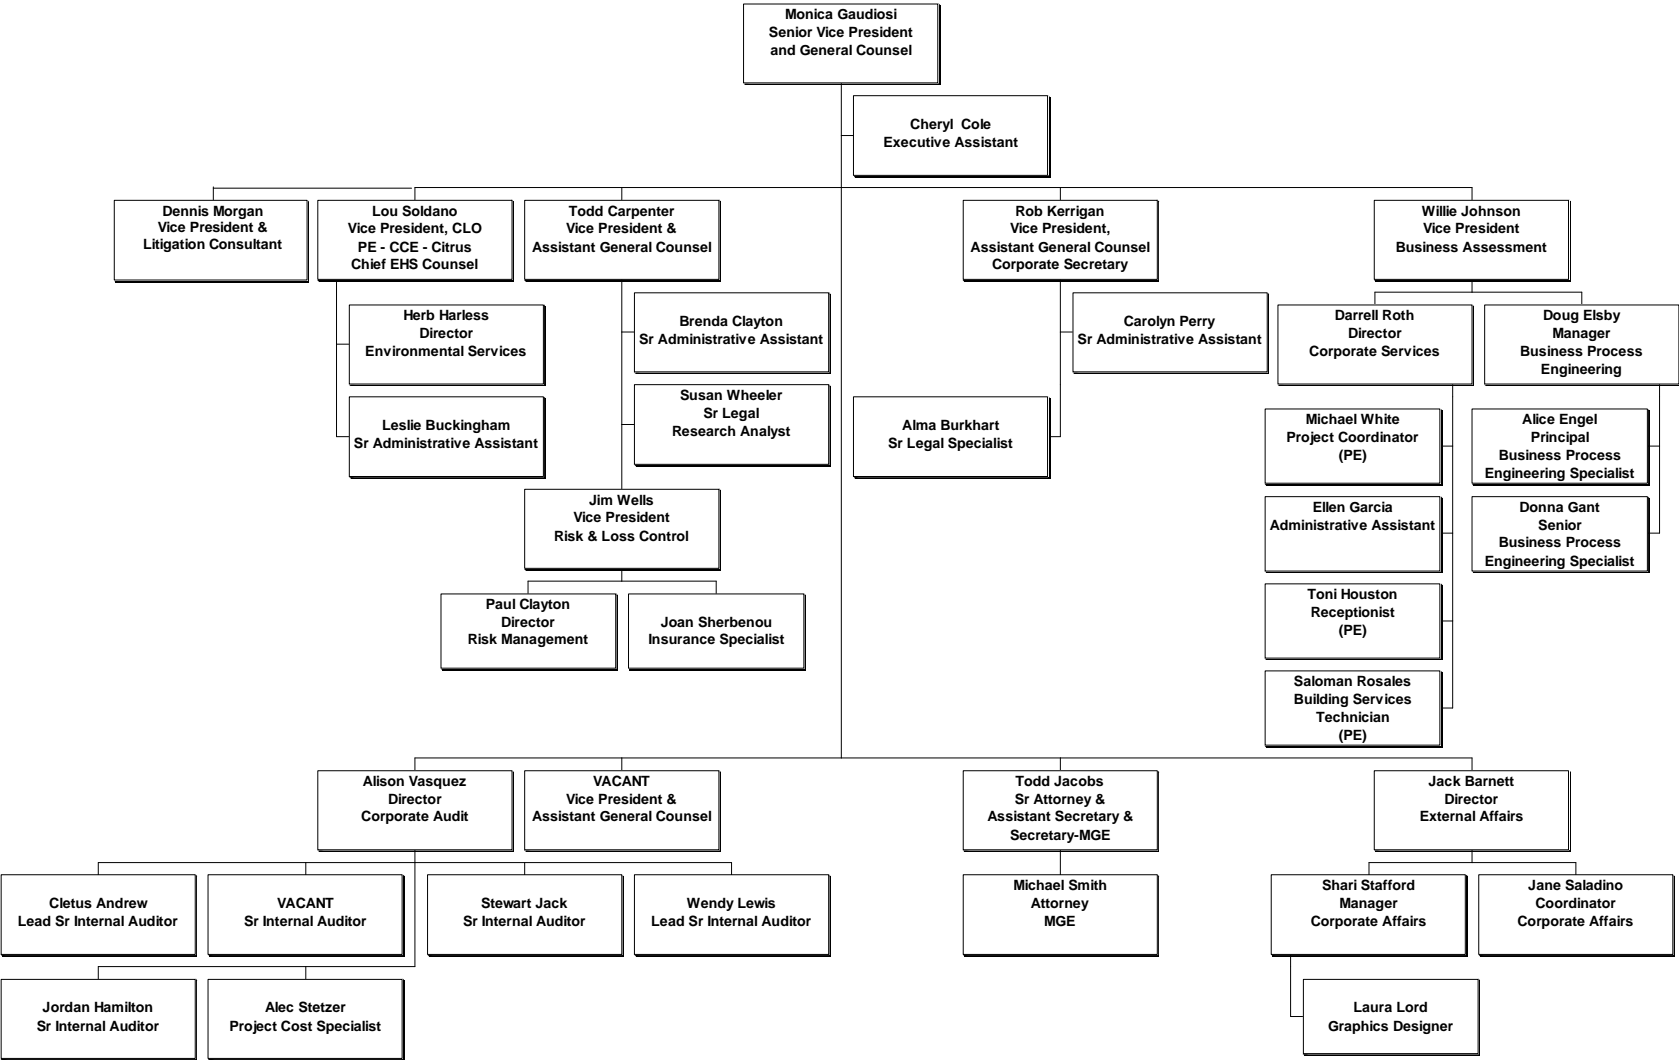 Monica Gaudiosi
Senior Vice President
and General Counsel
Cheryl Cole
Executive Assistant
Dennis Morgan
Vice President &
Litigation Consultant
Lou Soldano
Vice President, CLO
PE - CCE - Citrus
Chief EHS Counsel
Todd Carpenter
Vice President &
Assistant General Counsel
Rob Kerrigan
Vice President,
Assistant General Counsel
Corporate Secretary
Willie Johnson
Vice President
Business Assessment
Herb Harless
Director
Environmental Services
Leslie Buckingham
Sr Administrative Assistant
Brenda Clayton
Sr Administrative Assistant
Susan Wheeler
Sr Legal
Research Analyst
Jim Wells
Vice President
Risk & Loss Control
Paul Clayton
Director
Risk Management
Joan Sherbenou
Insurance Specialist
Carolyn Perry
Sr Administrative Assistant
Alma Burkhart
Sr Legal Specialist
Darrell Roth
Director
Corporate Services
Doug Elsby
Manager
Business Process
Engineering
Michael White
Project Coordinator
(PE)
Ellen Garcia
Administrative Assistant
Toni Houston
Receptionist
(PE)
Saloman Rosales
Building Services
Technician
(PE)
Alice Engel
Principal
Business Process
Engineering Specialist
Donna Gant
Senior
Business Process
Engineering Specialist
Alison Vasquez
Director
Corporate Audit
VACANT
Vice President &
Assistant General Counsel
Todd Jacobs
Sr Attorney &
Assistant Secretary &
Secretary-MGE
Jack Barnett
Director
External Affairs
Cletus Andrew
Lead Sr Internal Auditor
VACANT
Sr Internal Auditor
Stewart Jack
Sr Internal Auditor
Wendy Lewis
Lead Sr Internal Auditor
Michael Smith
Attorney
MGE
Shari Stafford
Manager
Corporate Affairs
Jane Saladino
Coordinator
Corporate Affairs
Jordan Hamilton
Sr Internal Auditor
Alec Stetzer
Project Cost Specialist
Laura Lord
Graphics Designer